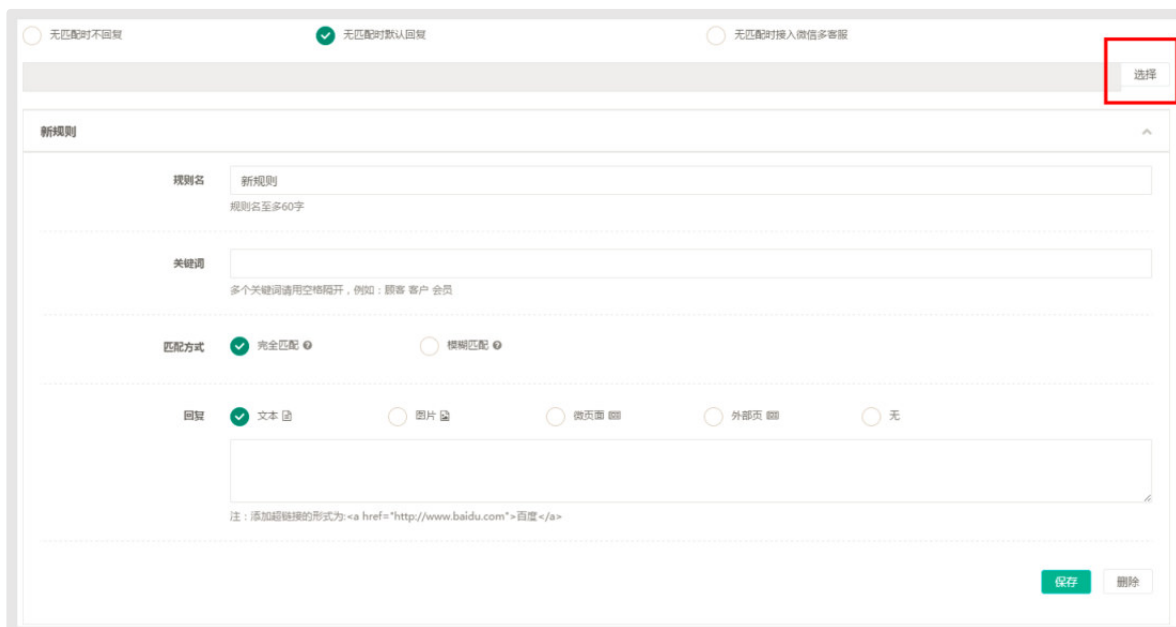 无匹配时不回复 无匹配时默认回复 无匹配时接入微信多客服
选择
新规则
规则名 新规则
规则名至多60字
关键词
多个关键词请用空格隔开，例如：顾客 客户 会员
匹配方式 完全匹配 模糊匹配
回复 文本 图片 微页面 外部页 无
注：添加超链接的形式为:<a href="http://www.baidu.com">百度</a>
保存 删除